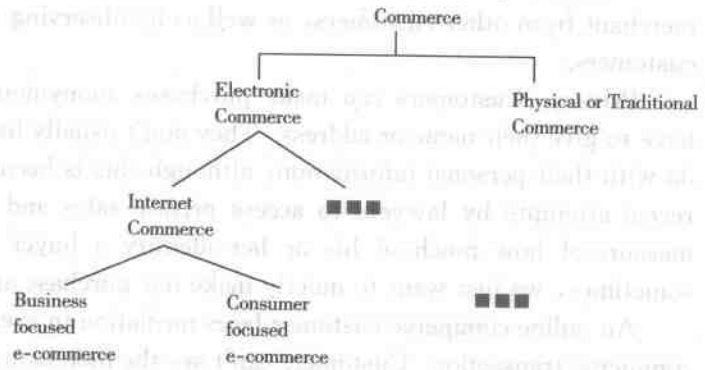 Commerce
Electronic
Commerce
Physical or Traditional
Commerce
Internet
Commerce
■■■
Business
focused
e-commerce
Consumer
focused
e-commerce
■■■